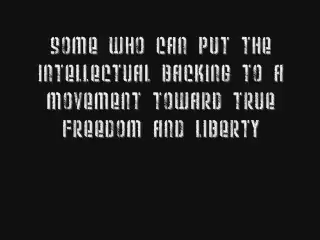 SOME WHO CAN PUT THE
INTELLECTUAL BACKING TO A
MOVEMENT TOWARD TRUE
FREEDOM AND LIBERTY